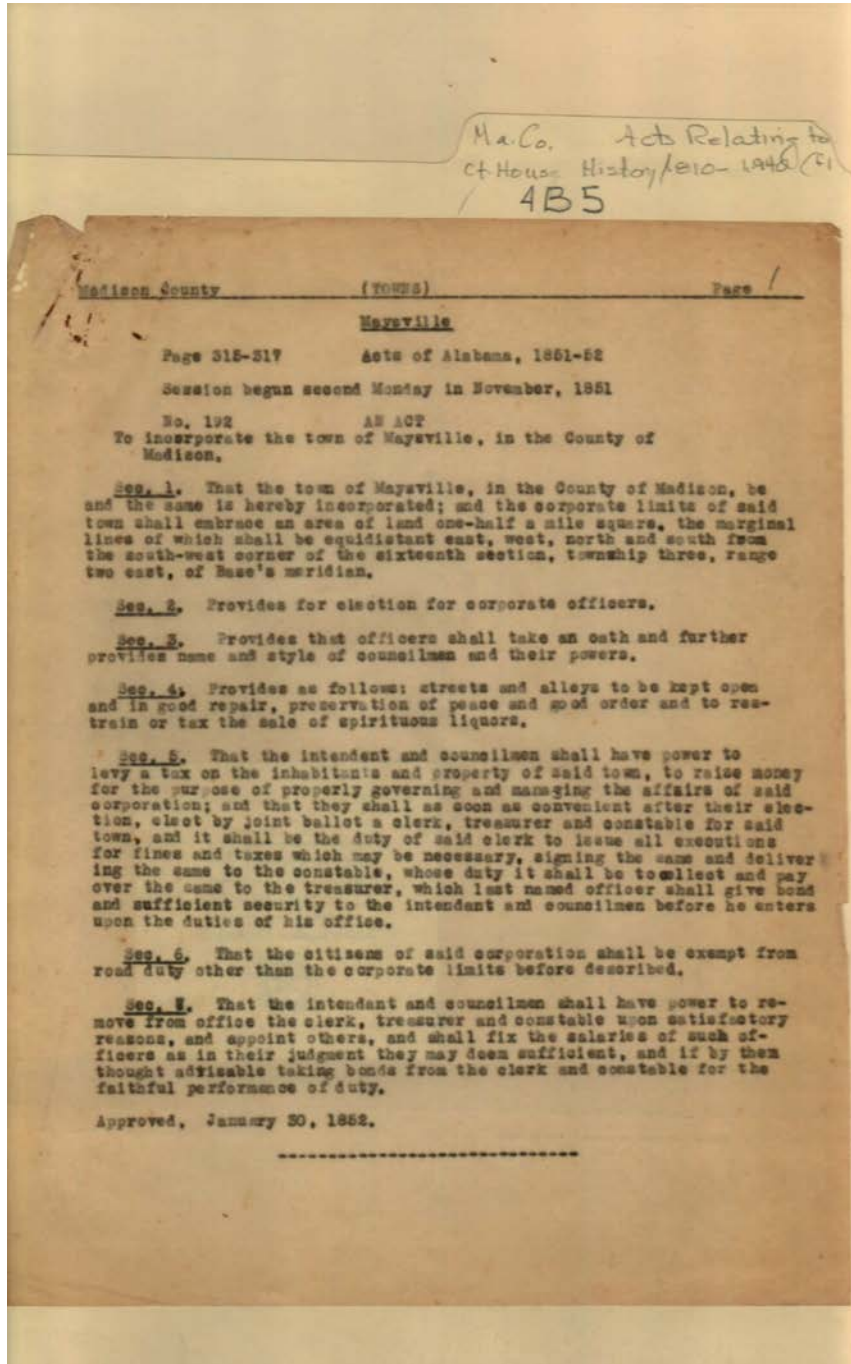 Ma. Co. Acts Relating to
Ct. House History 1810-1940
4B5
Madison County (TOWNS) Page 1
Maysville
Page 315-317 Acts of Alabama, 1851-52
Session begun second Monday in November, 1851
No. 192 AN ACT
To incorporate the town of Maysville, in the County of
Madison.
Sec. 1. That the town of Maysville, in the County of Madison, be
and the same is hereby incorporated; and the corporate limits of said
town shall embrace an area of land one-half a mile square, the marginal
lines of which shall be equidistant east, west, north and south from
the south-west corner of the sixteenth section, township three, range
two east, of Base's meridian.
Sec. 2. Provides for election for corporate officers.
Sec. 3. Provides that officers shall take an oath and further
provides name and style of councilmen and their powers.
Sec. 4. Provides as follows: streets and alleys to be kept open
and in good repair, preservation of peace and good order and to res-
train or tax the sale of spirituous liquors.
Sec. 5. That the intendent and councilmen shall have power to
levy a tax on the inhabitants and property of said town, to raise money
for the purpose of properly governing and managing the affairs of said
corporation; and that they shall as soon as convenient after their elec-
tion, elect by joint ballot a clerk, treasurer and constable for said
town, and it shall be the duty of said clerk to issue all executions
for fines and taxes which may be necessary, signing the same and deliver
ing the same to the constable, whose duty it shall be tocllect and pay
over the same to the treasurer, which last named officer shall give bond
and sufficient security to the intendant and councilmen before he enters
upon the duties of his office.
Sec. 6. That the citizens of said corporation shall be exempt from
road duty other than the corporate limits before described.
Sec. 7. That the intendant and councilmen shall have power to re-
move from office the clerk, treasurer and constable upon satisfactory
reasons, and appoint others, and shall fix the salaries of such of-
ficers as in their judgment they may deem sufficient, and if by them
thought advisable taking bonds from the clerk and constable for the
faithful performance of duty.
Approved, January 30, 1852.